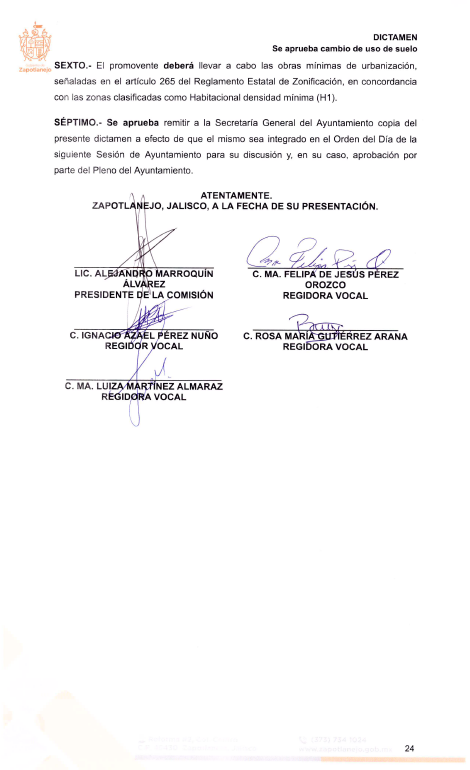 DICTAMEN
Se aprueba cambio de uso de suelo
Zapotlanejo
SEXTO.- El promovente deberá llevar a cabo las obras mínimas de urbanización,
señaladas en el artículo 265 del Reglamento Estatal de Zonificación, en concordancia
con las zonas clasificadas como Habitacional densidad mínima (H1).
SÉPTIMO.- Se aprueba remitir a la Secretaría General del Ayuntamiento copia del
presente dictamen a efecto de que el mismo sea integrado en el Orden del Día de la
siguiente Sesión de Ayuntamiento para su discusión y, en su caso, aprobación por
parte del Pleno del Ayuntamiento.
ATENTAMENTE.
ZAPOTLANEJO, JALISCO, A LA FECHA DE SU PRESENTACIÓN.
LIC. ALEJANDRO MARROQUÍN
ÁLVAREZ
PRESIDENTE DE LA COMISIÓN
C. MA. FELIPA DE JESÚS PÉREZ
OROZCO
REGIDORA VOCAL
C. IGNACIO AZAEL PÉREZ NUÑO
REGIDOR VOCAL
C. ROSA MARÍA GUTIÉRREZ ARANA
REGIDORA VOCAL
C. MA. LUIZA MARTÍNEZ ALMARAZ
REGIDORA VOCAL
24